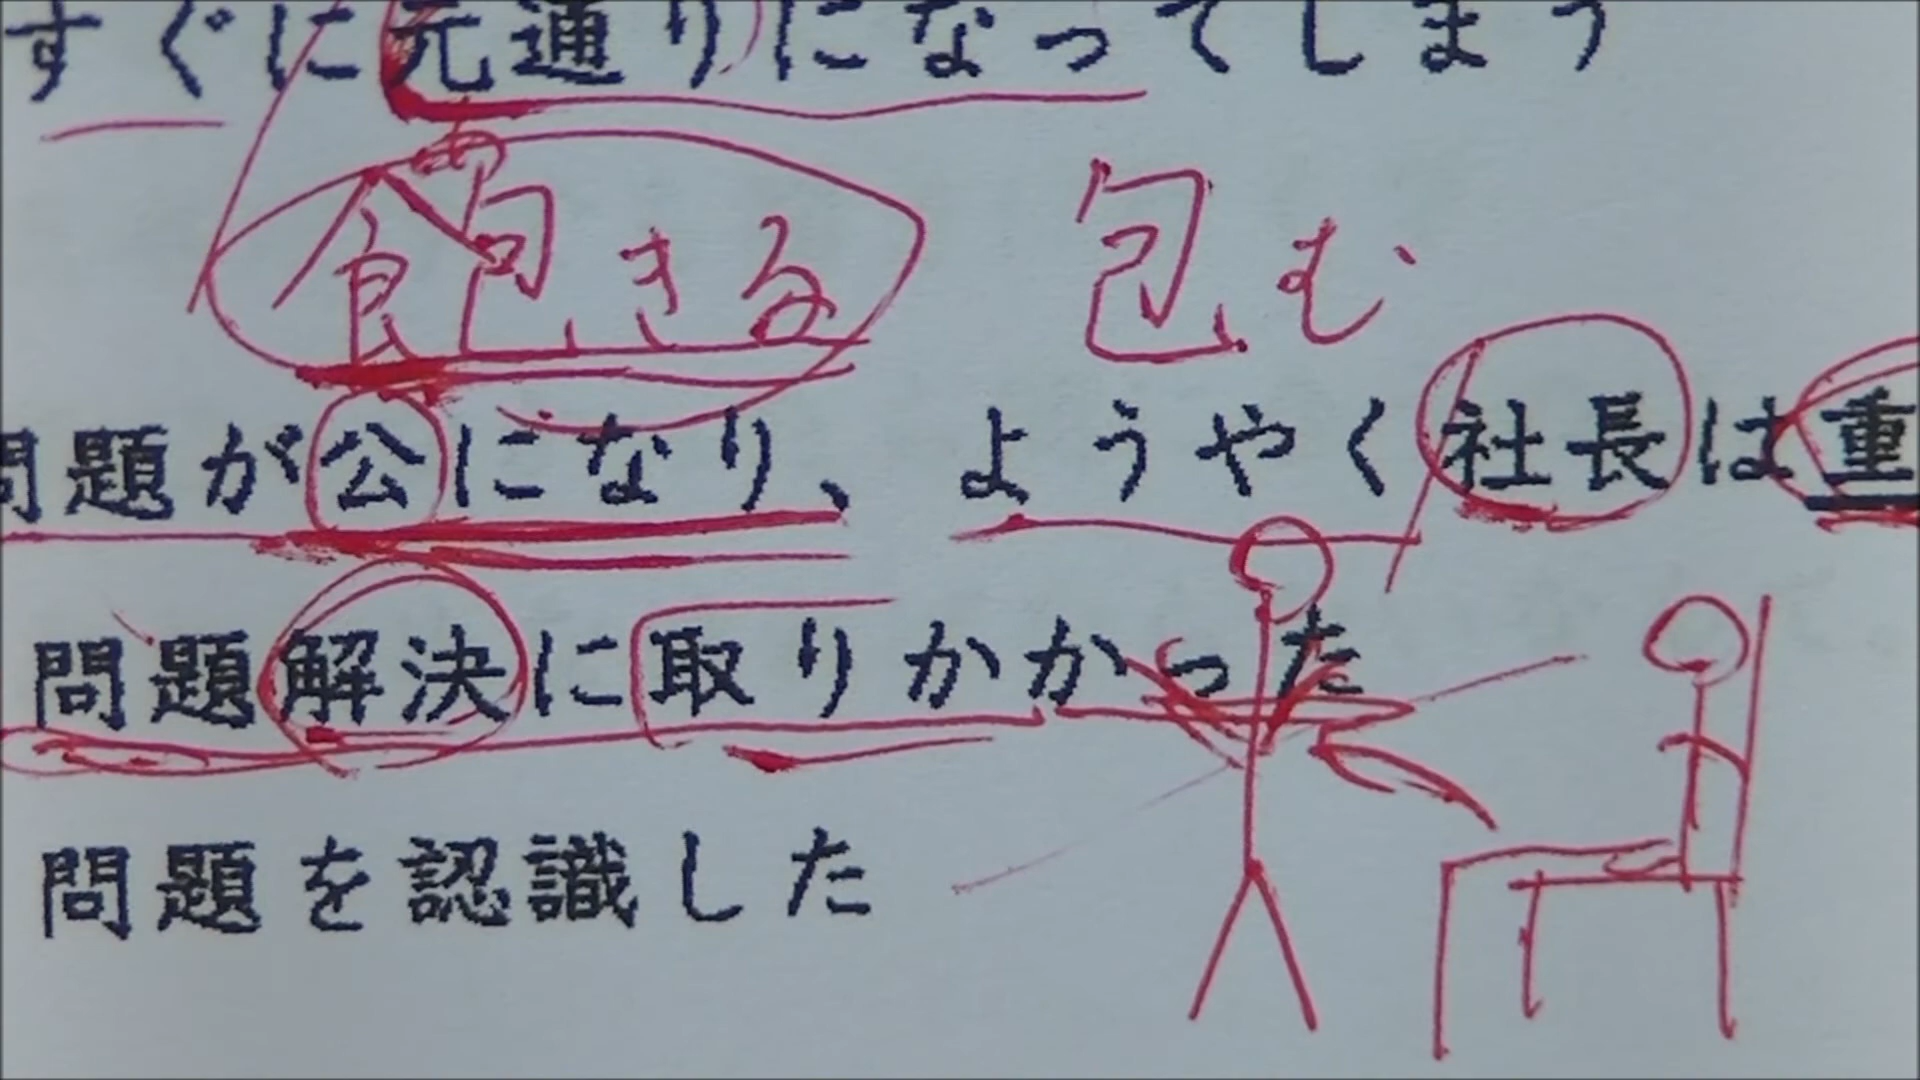 すぐに元通りになってしまう
飽きる 包む
問題が公になり、ようやく社長は重
問題解決に取りかかった
問題を認識した